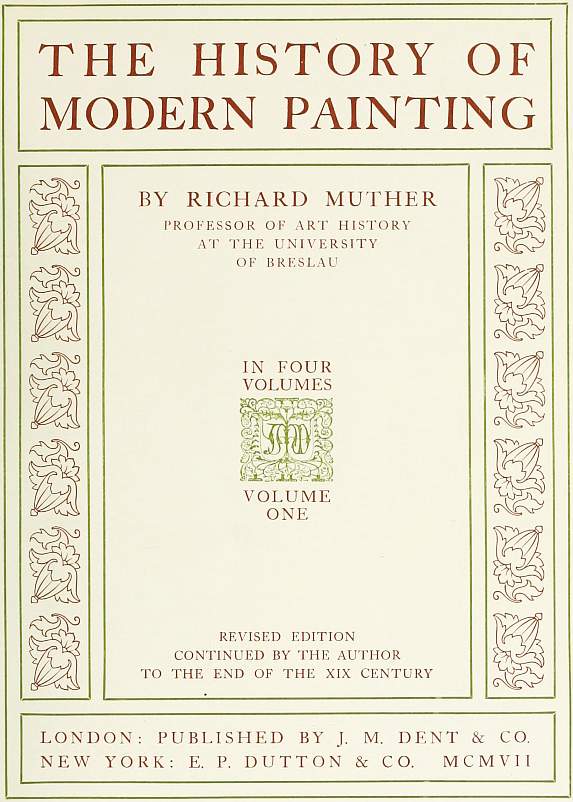 THE HISTORY OF
MODERN PAINTING
BY RICHARD MUTHER
PROFESSOR OF ART HISTORY
AT THE UNIVERSITY
OF BRESLAU
IN FOUR
VOLUMES
JMD
VOLUME
ONE
REVISED EDITION
CONTINUED BY THE AUTHOR
TO THE END OF THE XIX CENTURY
LONDON: PUBLISHED BY J. M. DENT & CO.
NEW YORK: E. P. DUTTON & CO. MCMVII